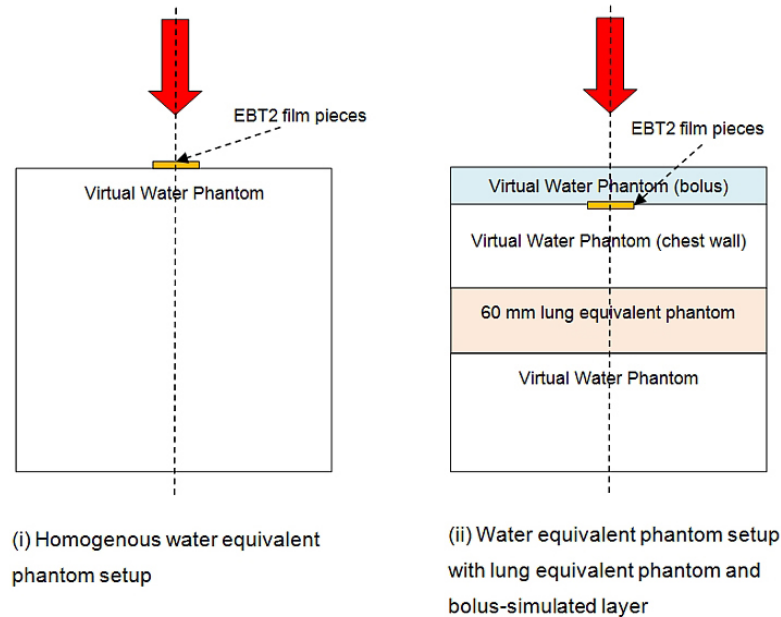 EBT2 film pieces
Virtual Water Phantom
(i) Homogenous water equivalent
phantom setup
EBT2 film pieces
Virtual Water Phantom (bolus)
Virtual Water Phantom (chest wall)
60 mm lung equivalent phantom
Virtual Water Phantom
(ii) Water equivalent phantom setup
with lung equivalent phantom and
bolus-simulated layer